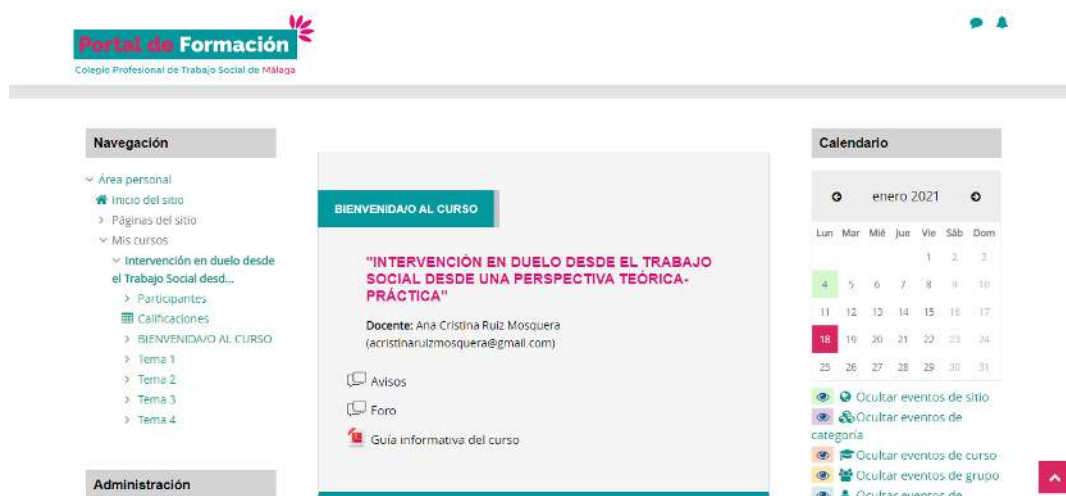 Portal de Formación
Colegio Profesional de Trabajo Social de Málaga
Navegación
Área personal
Inicio del sitio
Páginas del sitio
Mis cursos
Intervención en duelo desde
el Trabajo Social desd...
Participantes
Calificaciones
BIENVENIDA/O AL CURSO
Tema 1
Tema 2
Tema 3
Tema 4
Administración
BIENVENIDA/O AL CURSO
"INTERVENCIÓN EN DUELO DESDE EL TRABAJO
SOCIAL DESDE UNA PERSPECTIVA TEÓRICA-
PRÁCTICA"
Docente: Ana Cristina Ruiz Mosquera
(acristinaruizmosquera@gmail.com)
Avisos
Foro
Guía informativa del curso
Calendario
enero 2021
Lun Mar Mié Jue Vie Sáb Dom
1 2 3
4 5 6 7 8 9 10
11 12 13 14 15 16 17
18 19 20 21 22 23 24
25 26 27 28 29 30 31
Ocultar eventos de sitio
Ocultar eventos de
categoría
Ocultar eventos de curso
Ocultar eventos de grupo
Ocultar eventos de